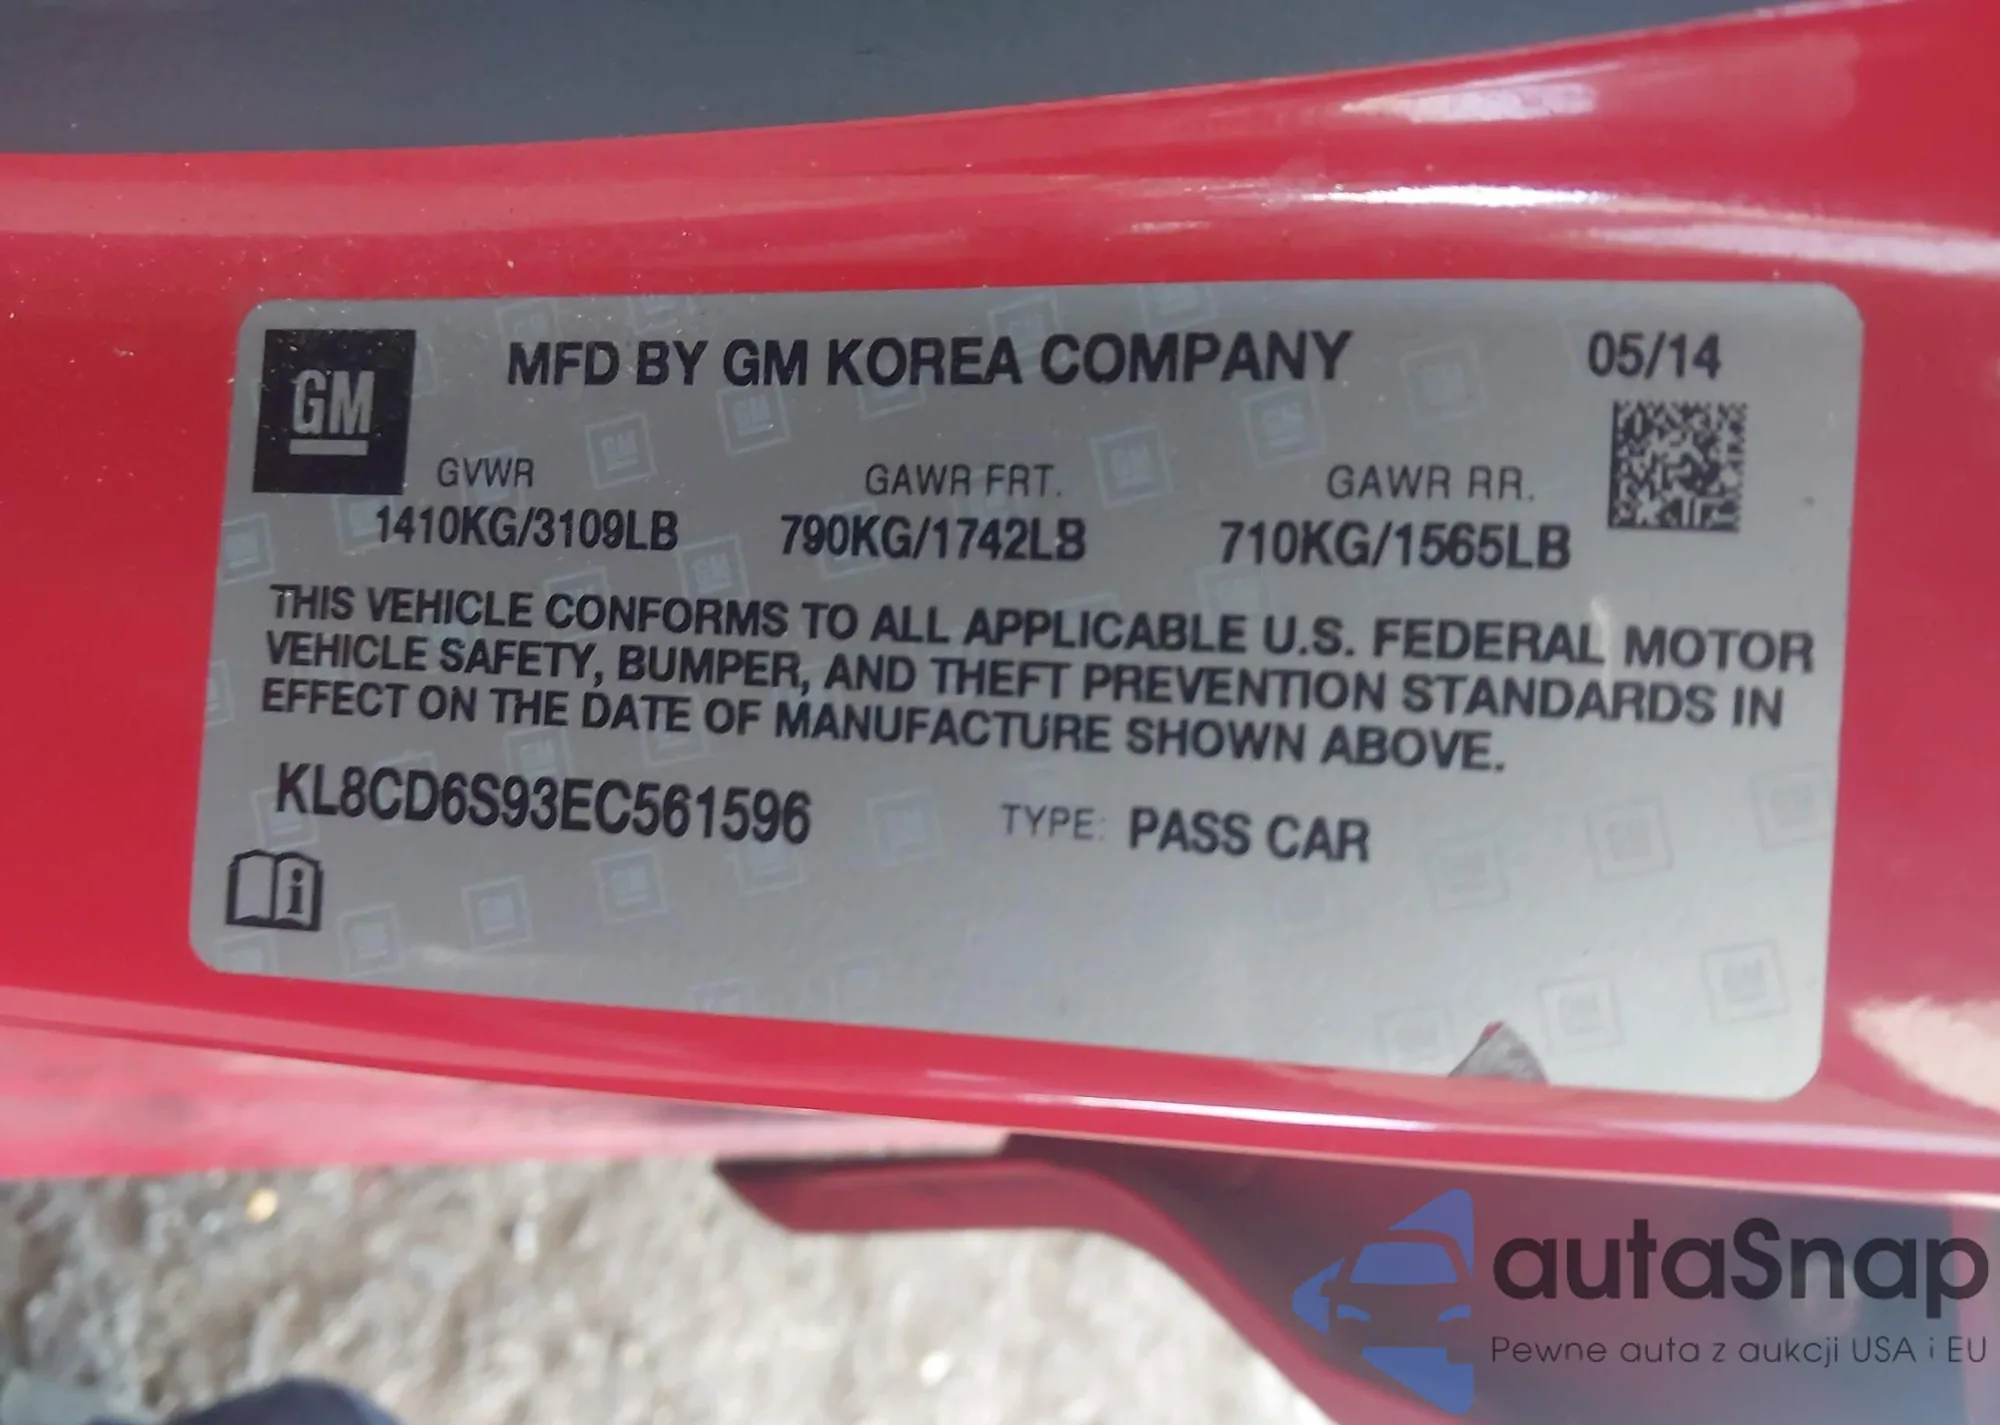 GM
MFD BY GM KOREA COMPANY
05/14
GVWR
GAWR FRT.
GAWR RR.
1410KG/3109LB
790KG/1742LB
710KG/1565LB
THIS VEHICLE CONFORMS TO ALL APPLICABLE U.S. FEDERAL MOTOR
VEHICLE SAFETY, BUMPER, AND THEFT PREVENTION STANDARDS IN
EFFECT ON THE DATE OF MANUFACTURE SHOWN ABOVE.
KL8CD6S93EC561596
TYPE: PASS CAR
autaSnap
Pewne auta z aukcji USA i EU